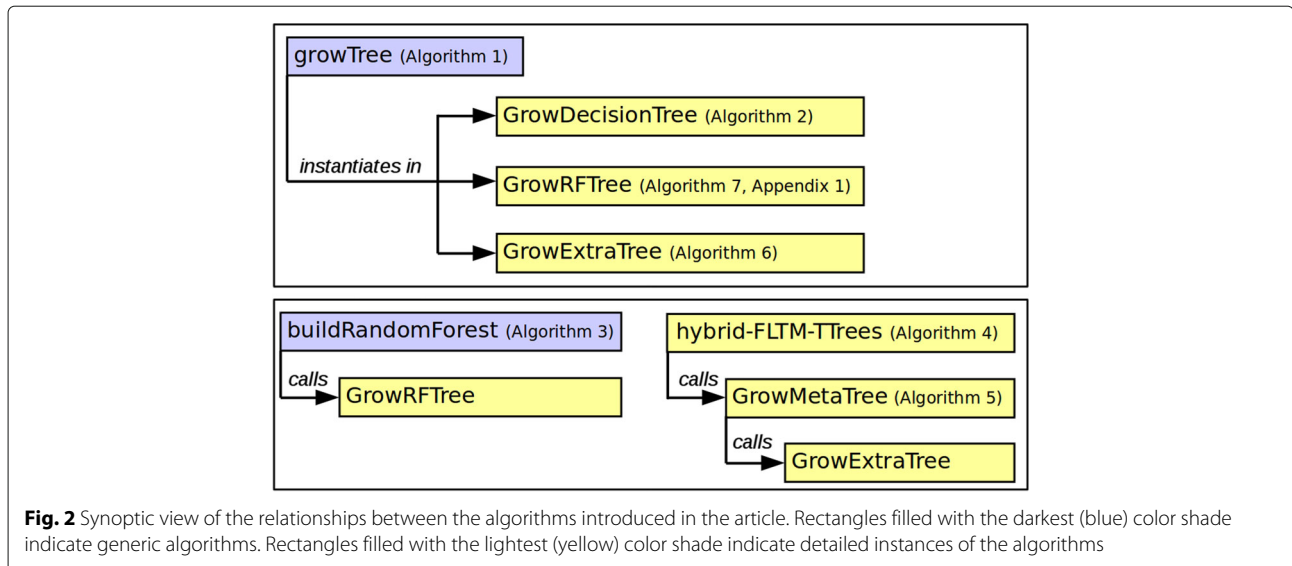 growTree (Algorithm 1)
GrowDecisionTree (Algorithm 2)
instantiates in
GrowRFTree (Algorithm 7, Appendix 1)
GrowExtraTree (Algorithm 6)
buildRandomForest (Algorithm 3)
calls
GrowRFTree
hybrid-FLTM-TTrees (Algorithm 4)
calls
GrowMetaTree (Algorithm 5)
calls
GrowExtraTree
Fig. 2 Synoptic view of the relationships between the algorithms introduced in the article. Rectangles filled with the darkest (blue) color shade
indicate generic algorithms. Rectangles filled with the lightest (yellow) color shade indicate detailed instances of the algorithms